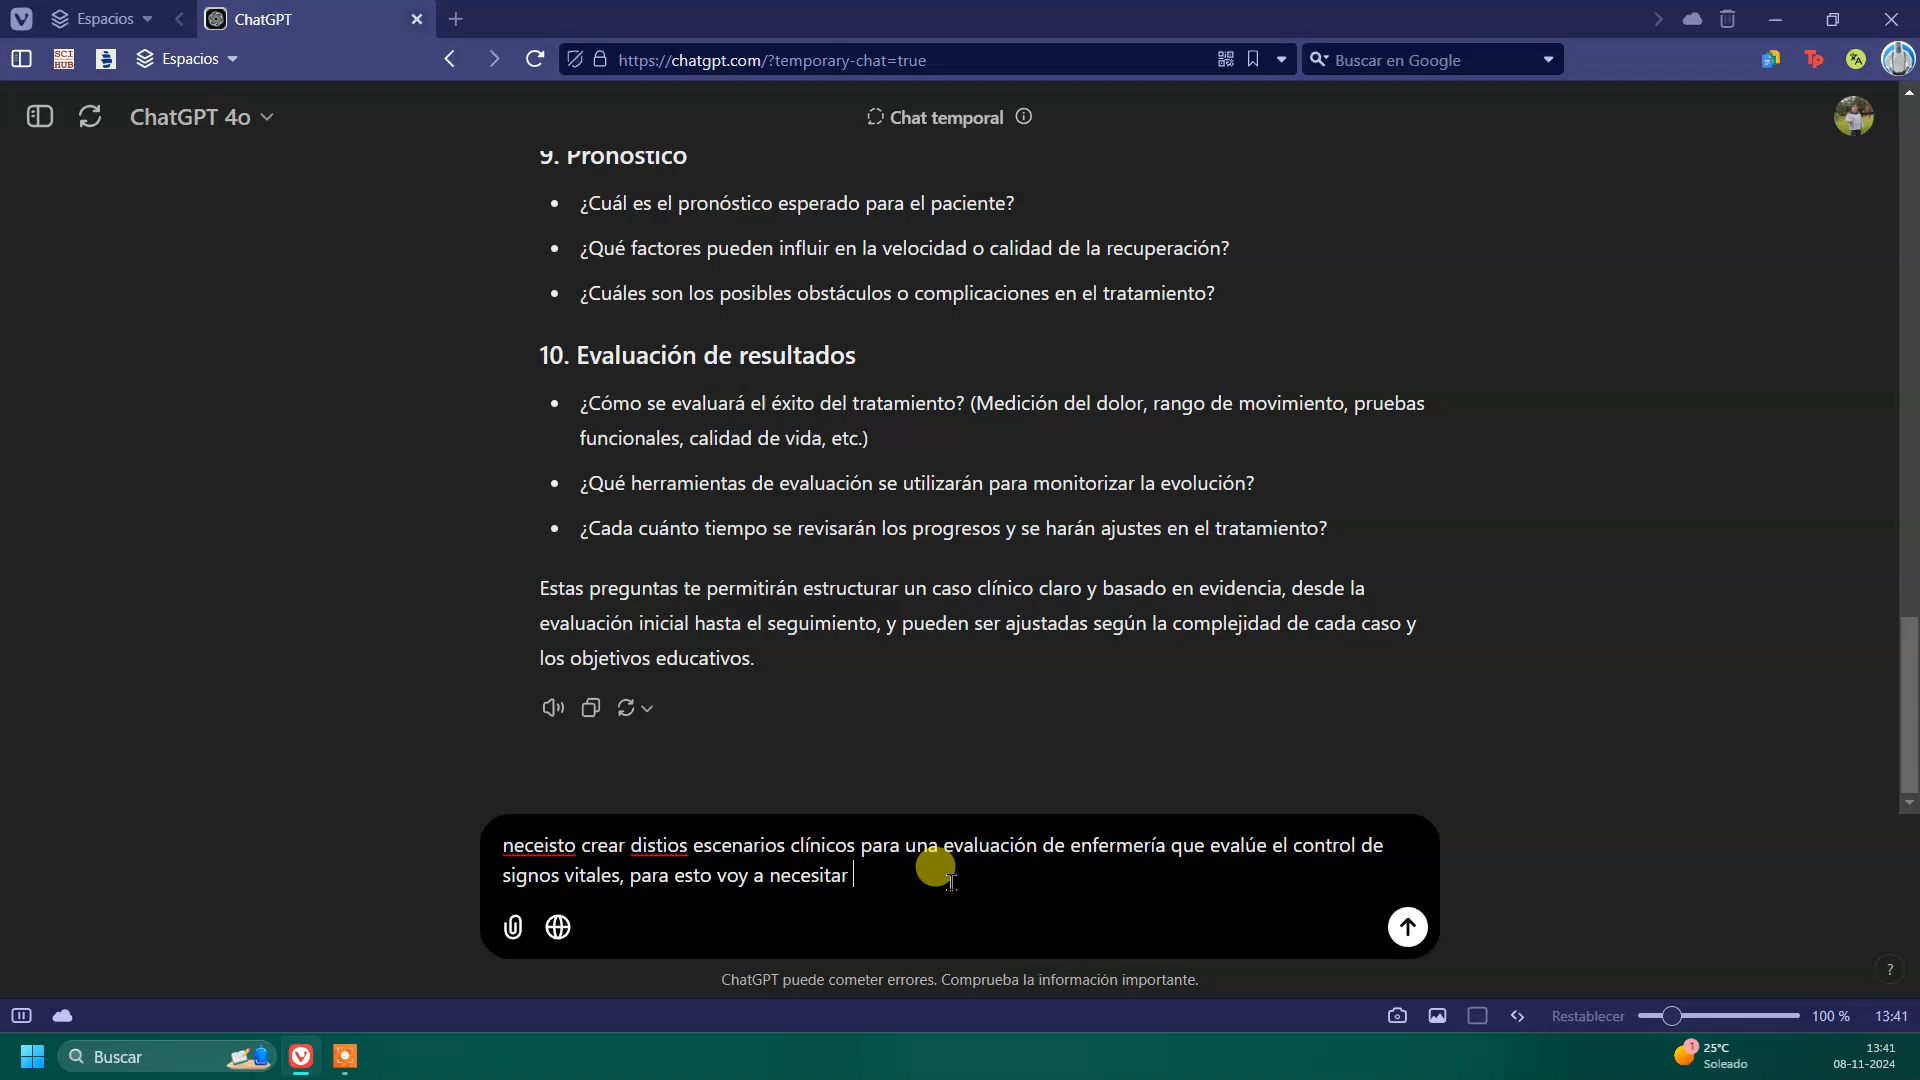 Espacios
ChatGPT
SCI HUB
Espacios
https://chatgpt.com/?temporary-chat=true
Buscar en Google
Tp
ChatGPT 4o
Chat temporal
9. Pronóstico
¿Cuál es el pronóstico esperado para el paciente?
¿Qué factores pueden influir en la velocidad o calidad de la recuperación?
¿Cuáles son los posibles obstáculos o complicaciones en el tratamiento?
10. Evaluación de resultados
¿Cómo se evaluará el éxito del tratamiento? (Medición del dolor, rango de movimiento, pruebas
funcionales, calidad de vida, etc.)
¿Qué herramientas de evaluación se utilizarán para monitorizar la evolución?
¿Cada cuánto tiempo se revisarán los progresos y se harán ajustes en el tratamiento?
Estas preguntas te permitirán estructurar un caso clínico claro y basado en evidencia, desde la
evaluación inicial hasta el seguimiento, y pueden ser ajustadas según la complejidad de cada caso y
los objetivos educativos.
neceisto crear distios escenarios clínicos para una evaluación de enfermería que evalúe el control de
signos vitales, para esto voy a necesitar
ChatGPT puede cometer errores. Comprueba la información importante.
?
Restablecer
100 %
13:41
Buscar
1
25°C
Soleado
13:41
08-11-2024